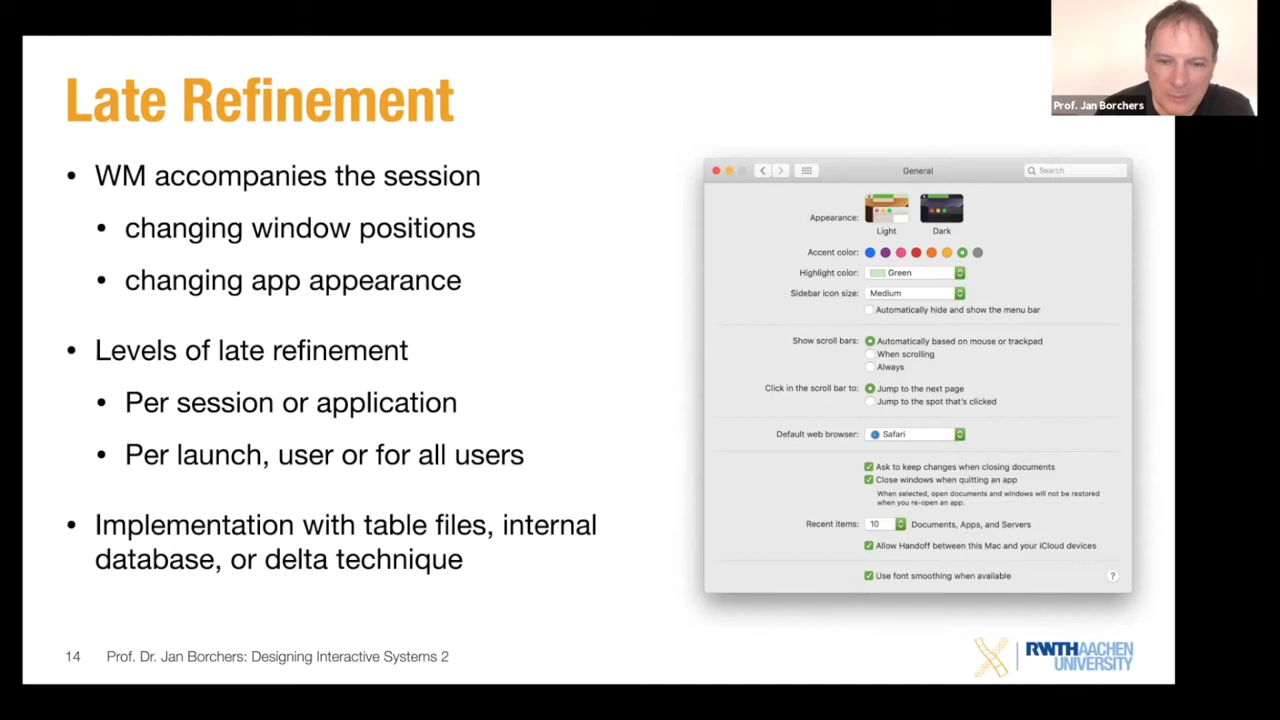 Late Refinement
Prof. Jan Borchers
• WM accompanies the session
• changing window positions
• changing app appearance
• Levels of late refinement
• Per session or application
• Per launch, user or for all users
• Implementation with table files, internal
database, or delta technique
General
Search
Appearance:
Light Dark
Accent color:
Highlight color: Green
Sidebar icon size: Medium
Automatically hide and show the menu bar
Show scroll bars: Automatically based on mouse or trackpad
When scrolling
Always
Click in the scroll bar to: Jump to the next page
Jump to the spot that's clicked
Default web browser: Safari
Ask to keep changes when closing documents
Close windows when quitting an app
When selected, open documents and windows will not be restored
when you re-open an app.
Recent items: 10 Documents, Apps, and Servers
Allow Handoff between this Mac and your iCloud devices
Use font smoothing when available
?
14 Prof. Dr. Jan Borchers: Designing Interactive Systems 2
RWTHAACHEN
UNIVERSITY